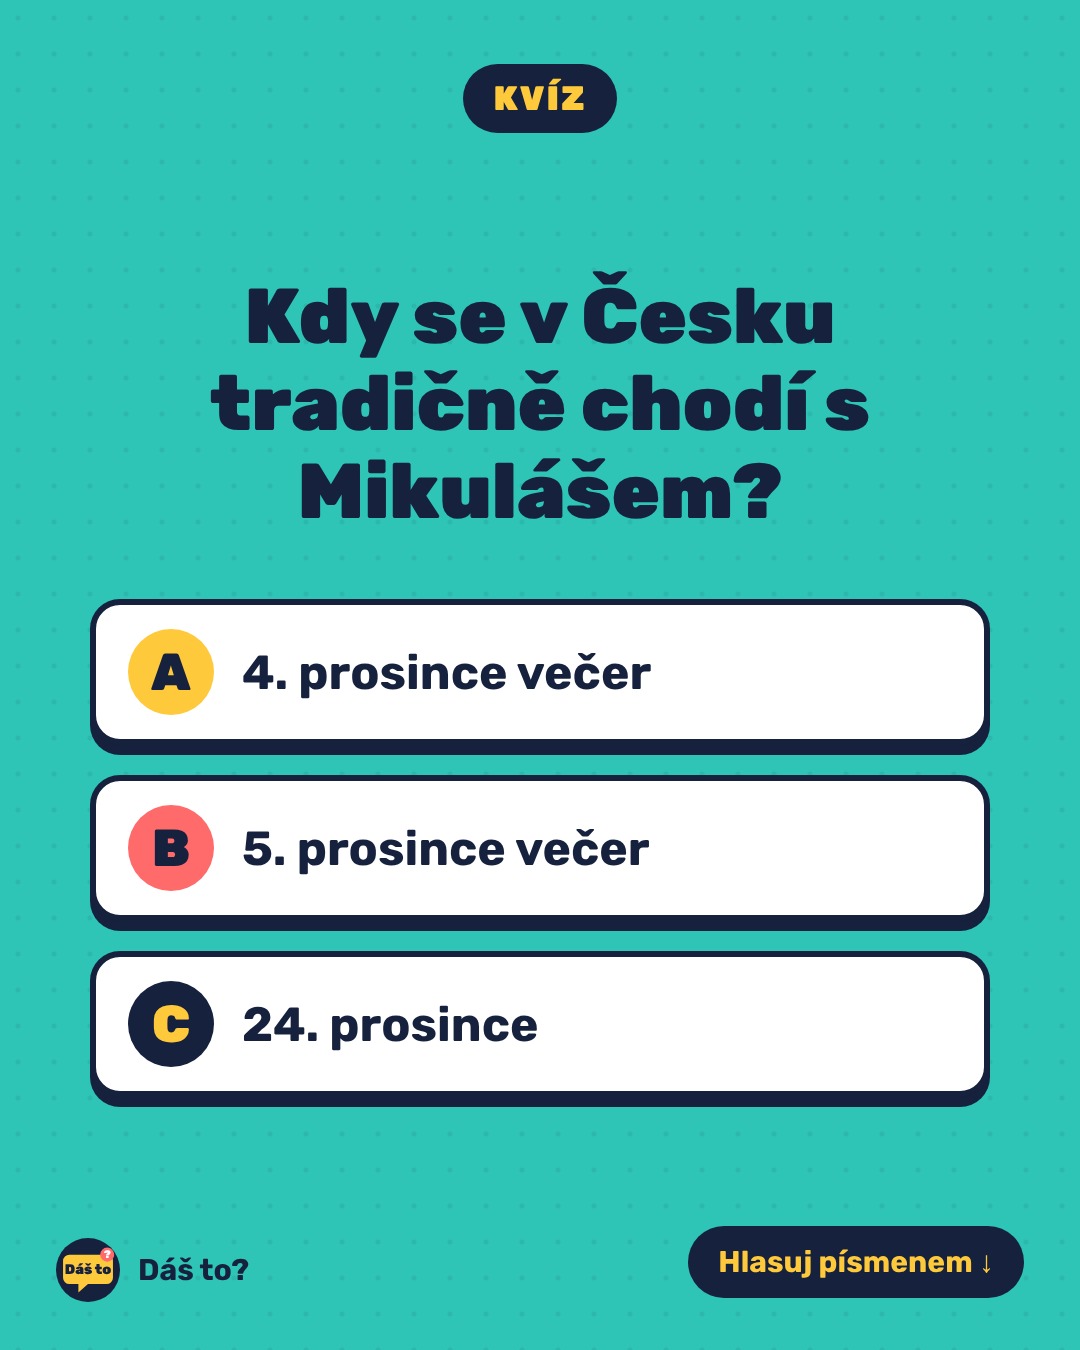 KVÍZ
Kdy se v Česku
tradičně chodí s
Mikulášem?
A 4. prosince večer
B 5. prosince večer
C 24. prosince
Dáš to ?
Dáš to?
Hlasuj písmenem ↓